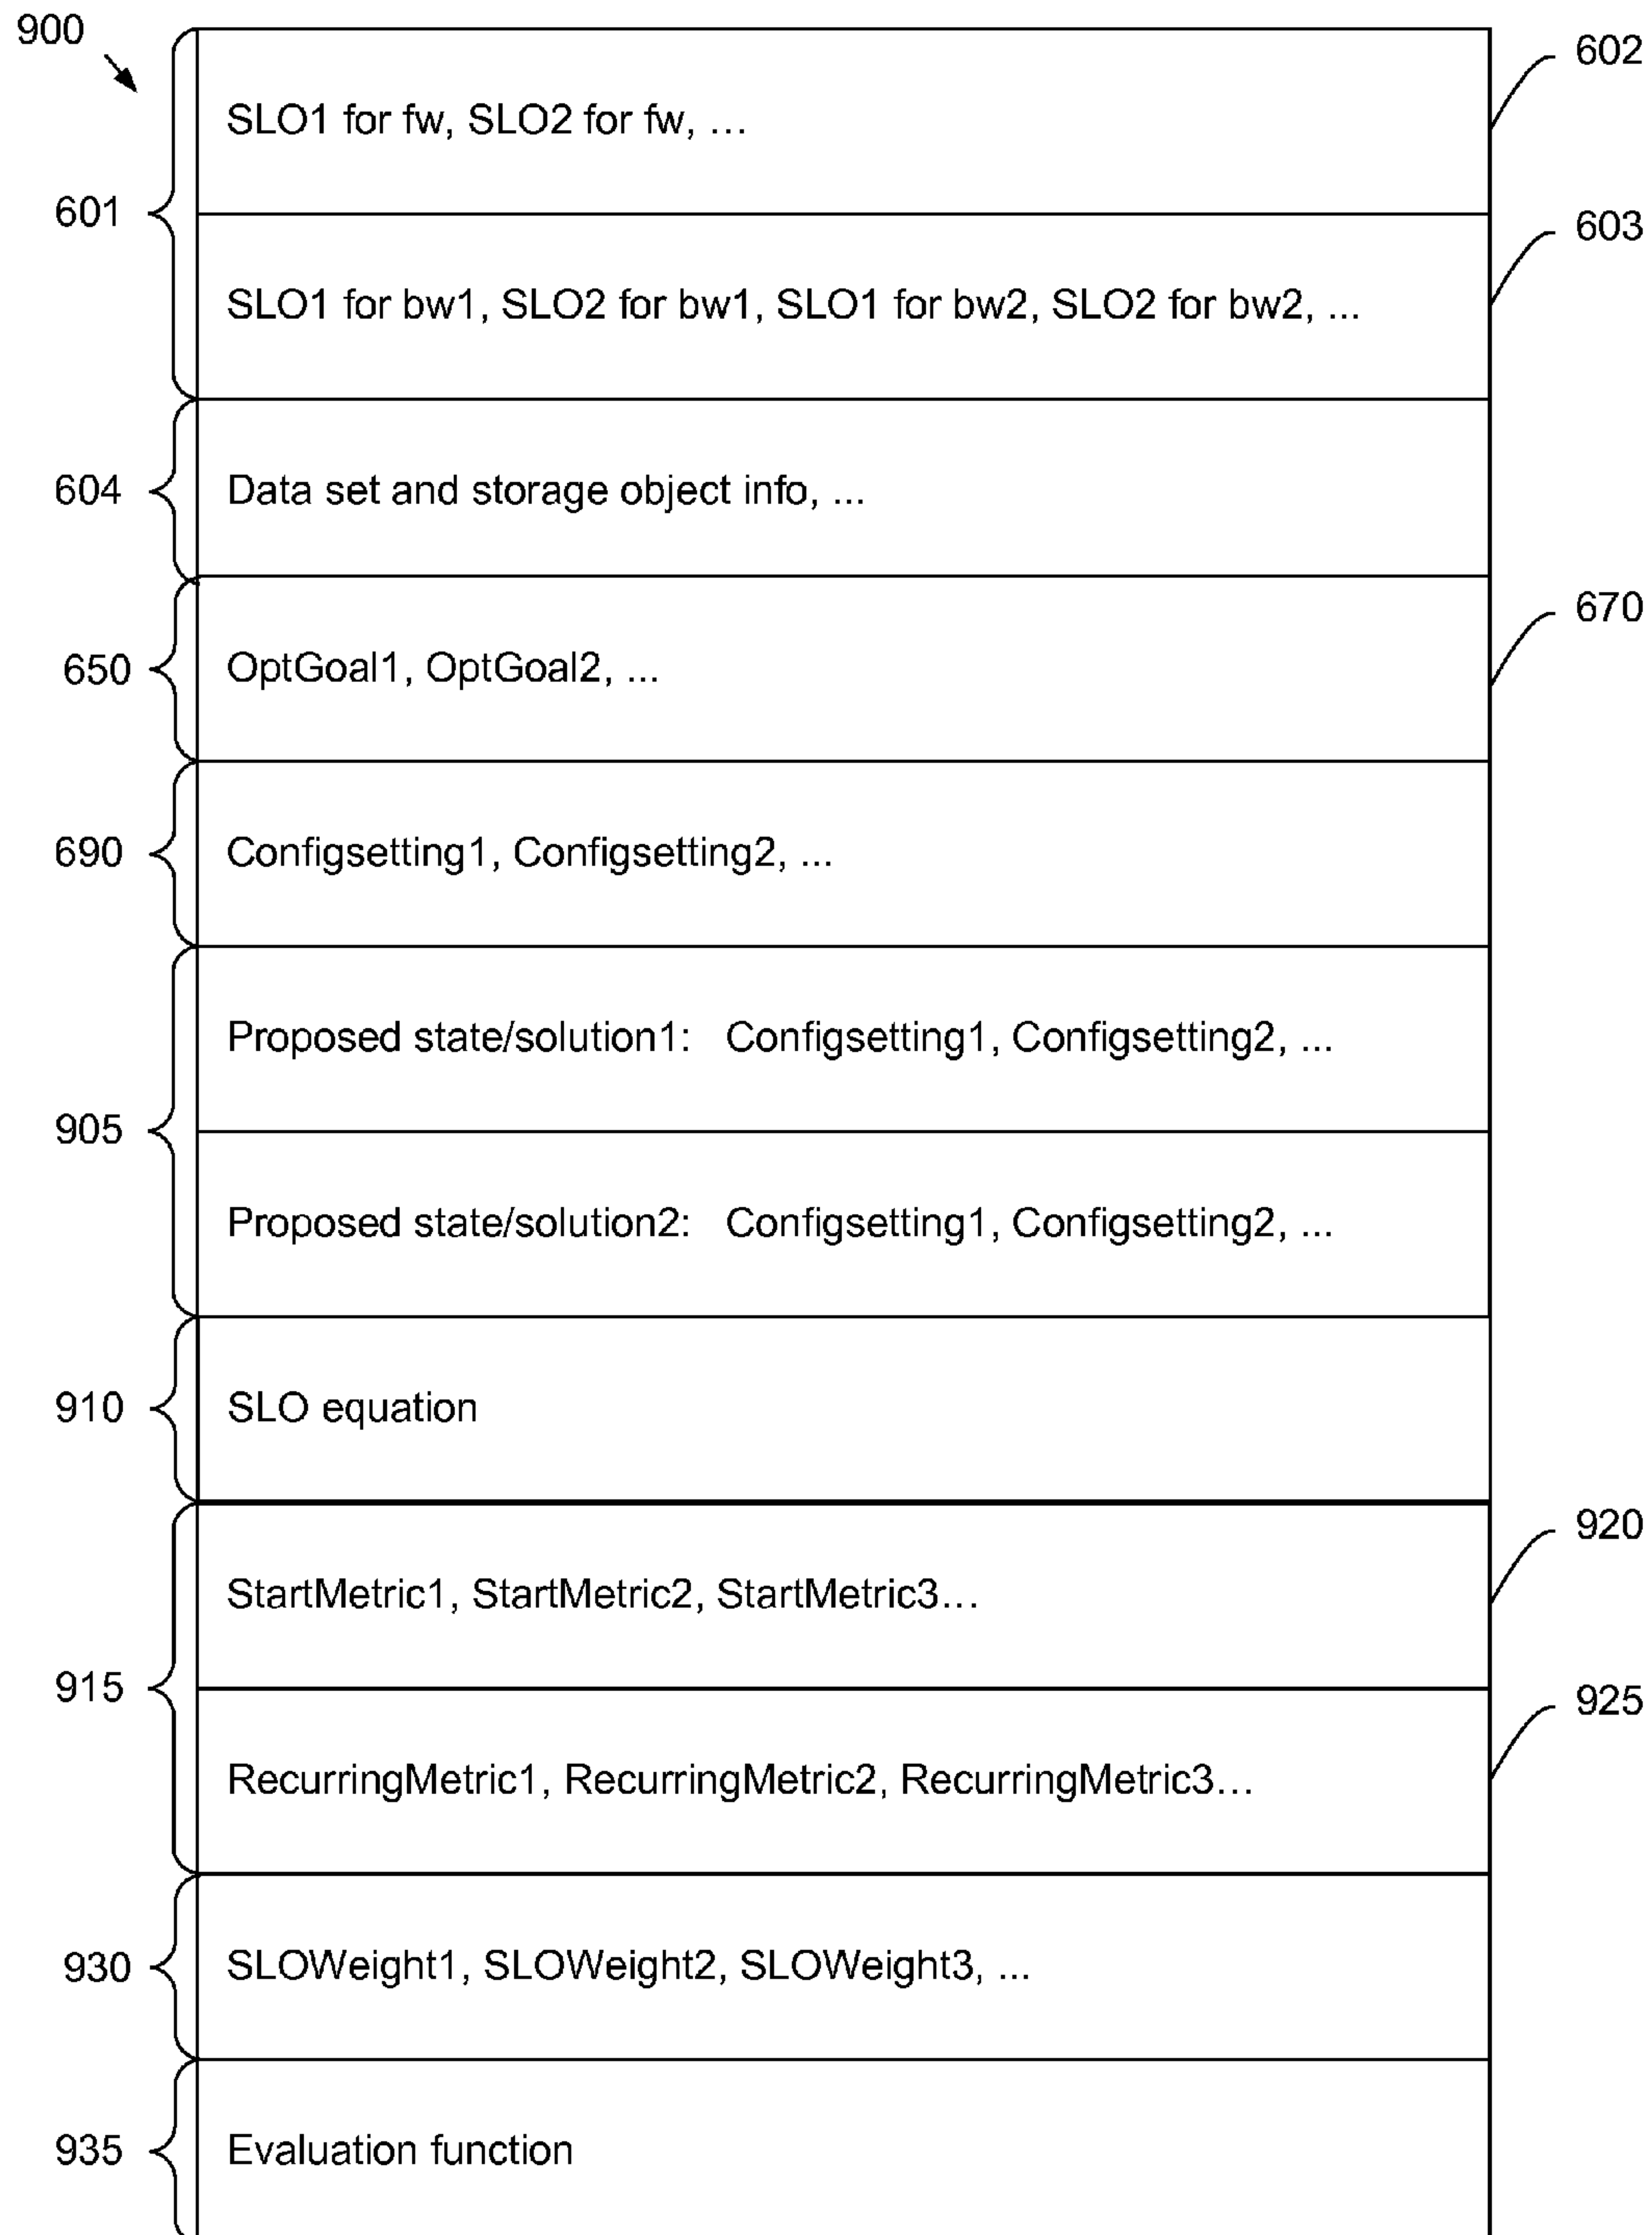 900
602
SLO1 for fw, SLO2 for fw, ...
601
603
SLO1 for bw1, SLO2 for bw1, SLO1 for bw2, SLO2 for bw2, ...
604
Data set and storage object info, ...
670
650
OptGoal1, OptGoal2, ...
690
Configsetting1, Configsetting2, ...
Proposed state/solution1: Configsetting1, Configsetting2, ...
905
Proposed state/solution2: Configsetting1, Configsetting2, ...
910
SLO equation
920
StartMetric1, StartMetric2, StartMetric3...
915
925
RecurringMetric1, RecurringMetric2, RecurringMetric3...
930
SLOWeight1, SLOWeight2, SLOWeight3, ...
935
Evaluation function